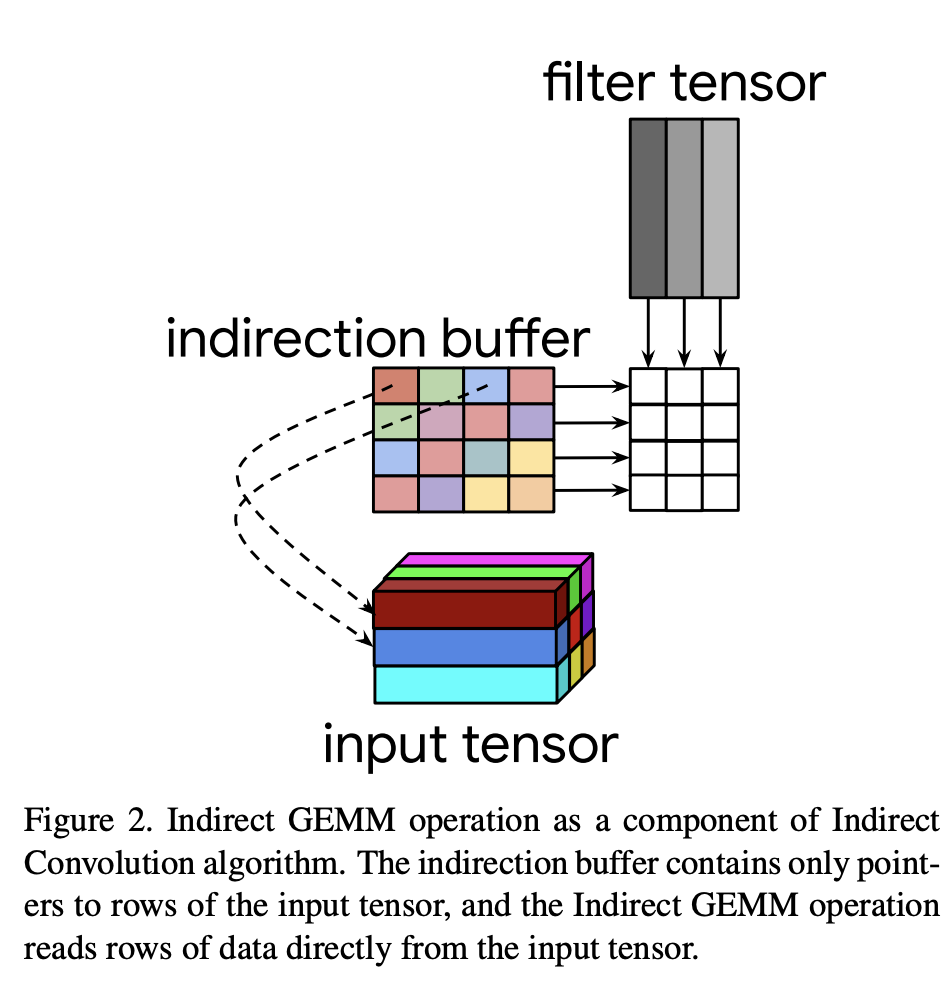 filter tensor
indirection buffer
input tensor
Figure 2. Indirect GEMM operation as a component of Indirect
Convolution algorithm. The indirection buffer contains only point-
ers to rows of the input tensor, and the Indirect GEMM operation
reads rows of data directly from the input tensor.